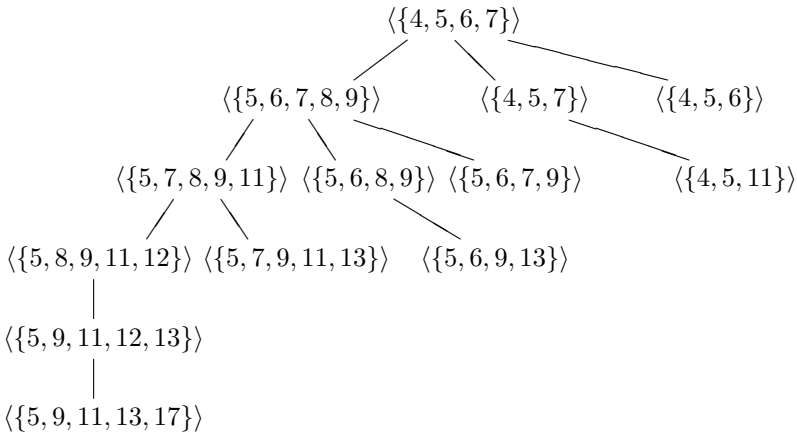 ⟨{4, 5, 6, 7}⟩
⟨{5, 6, 7, 8, 9}⟩ ⟨{4, 5, 7}⟩ ⟨{4, 5, 6}⟩
⟨{5, 7, 8, 9, 11}⟩ ⟨{5, 6, 8, 9}⟩ ⟨{5, 6, 7, 9}⟩ ⟨{4, 5, 11}⟩
⟨{5, 8, 9, 11, 12}⟩ ⟨{5, 7, 9, 11, 13}⟩ ⟨{5, 6, 9, 13}⟩
⟨{5, 9, 11, 12, 13}⟩
⟨{5, 9, 11, 13, 17}⟩